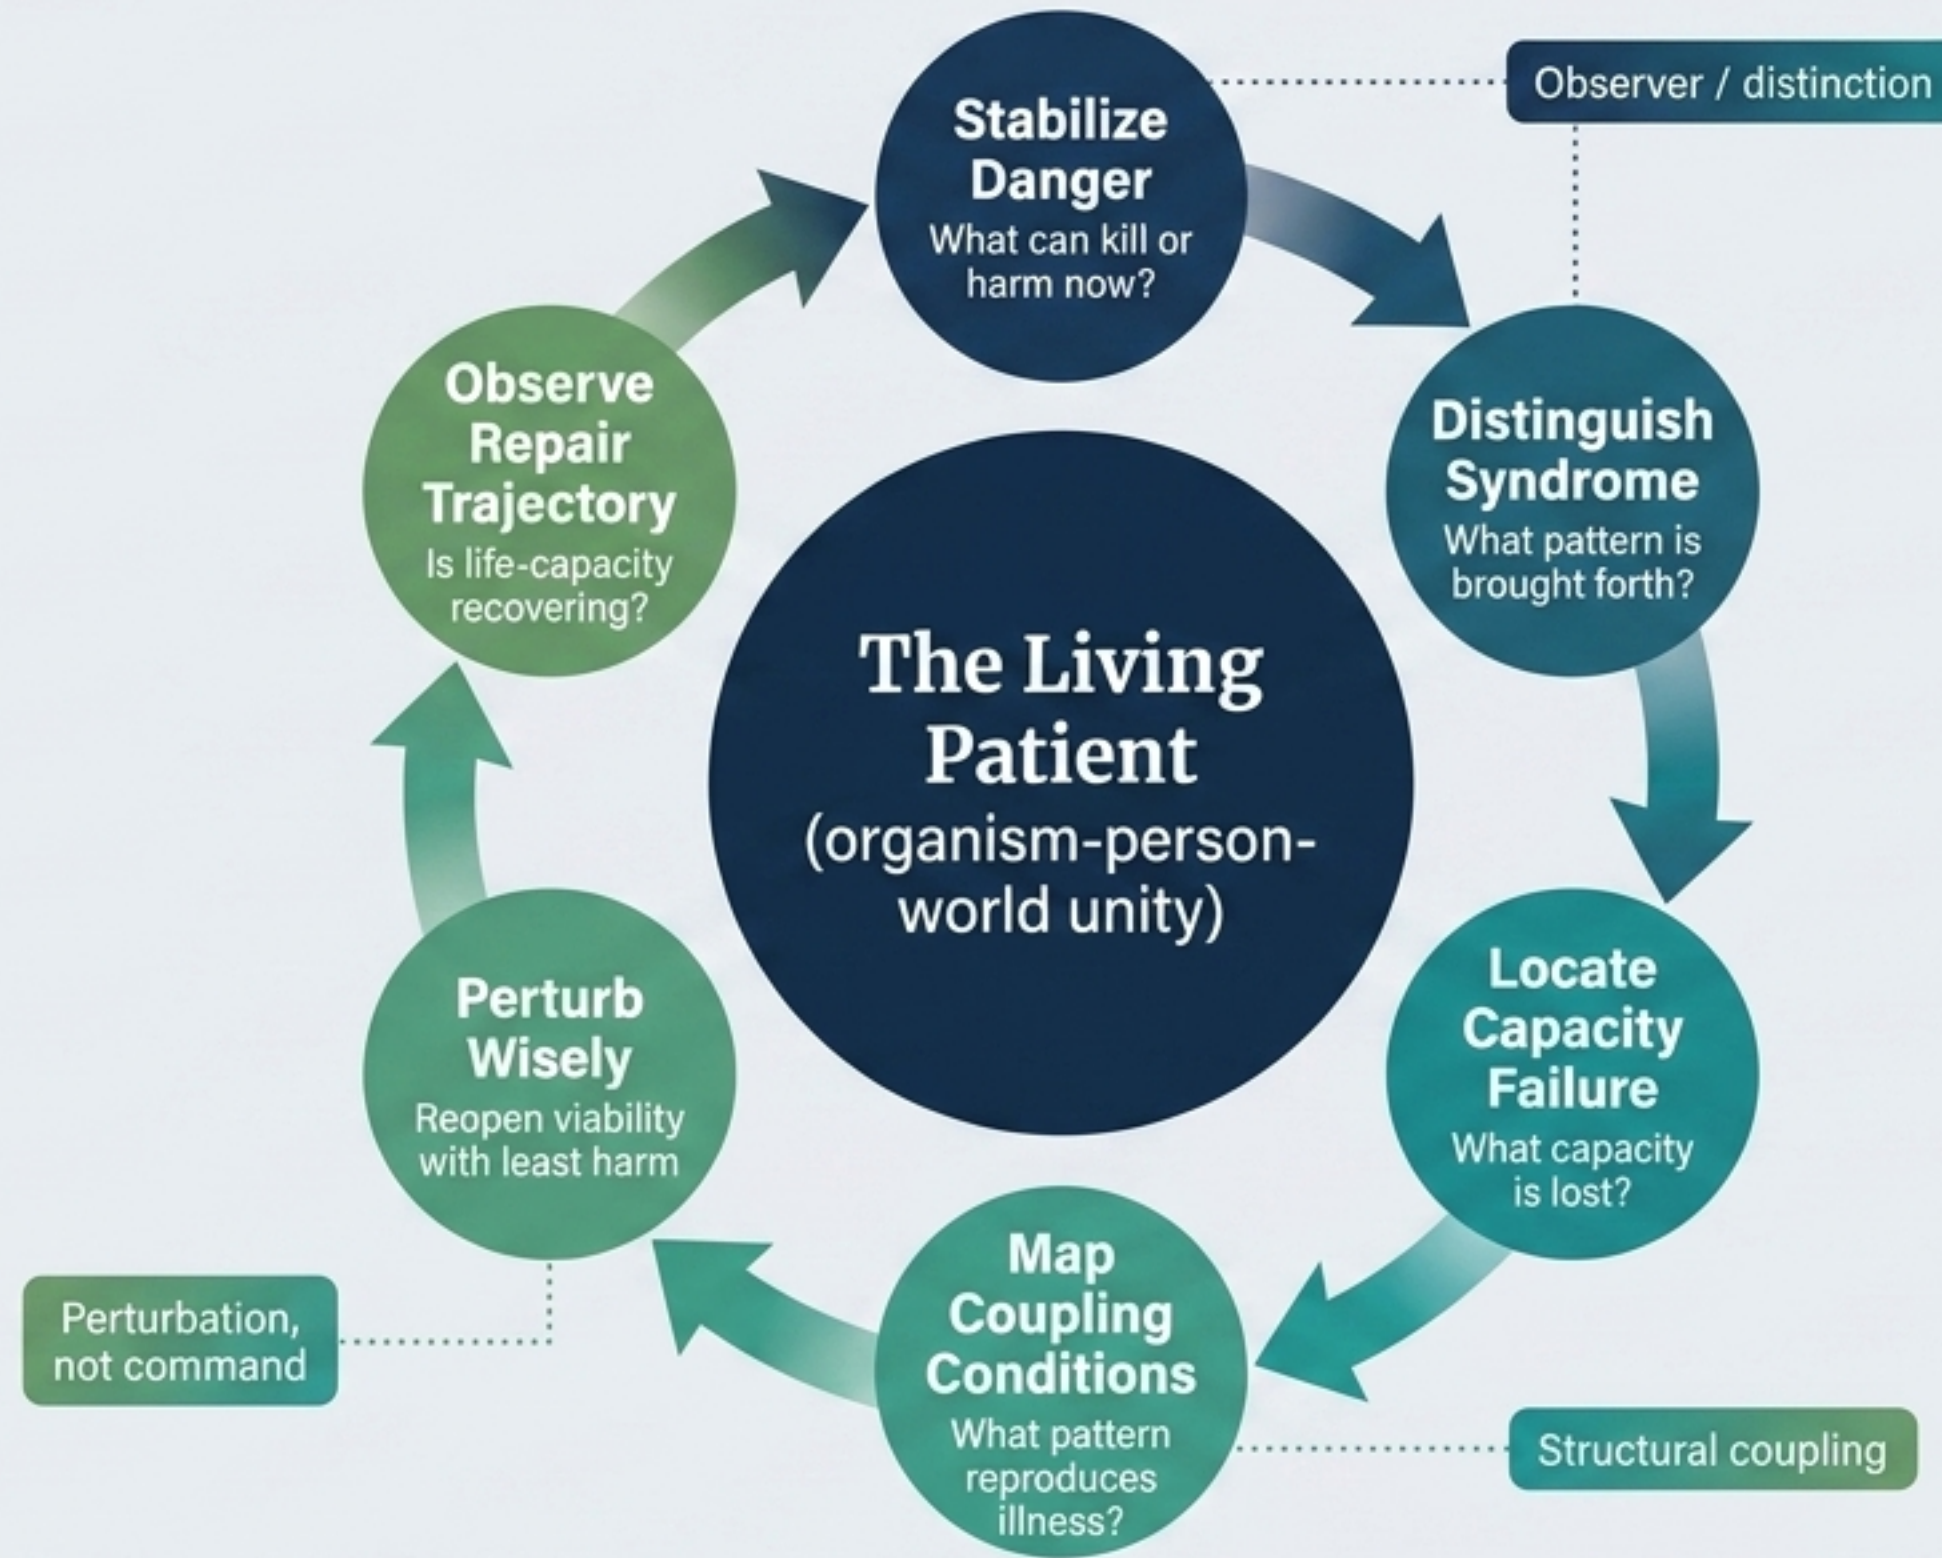 Stabilize
Danger
What can kill or
harm now?
Observer / distinction
Distinguish
Syndrome
What pattern is
brought forth?
Locate
Capacity
Failure
What capacity
is lost?
Map
Coupling
Conditions
What pattern
reproduces
illness?
Structural coupling
Perturb
Wisely
Reopen viability
with least harm
Perturbation,
not command
Observe
Repair
Trajectory
Is life-capacity
recovering?
The Living
Patient
(organism-person-
world unity)